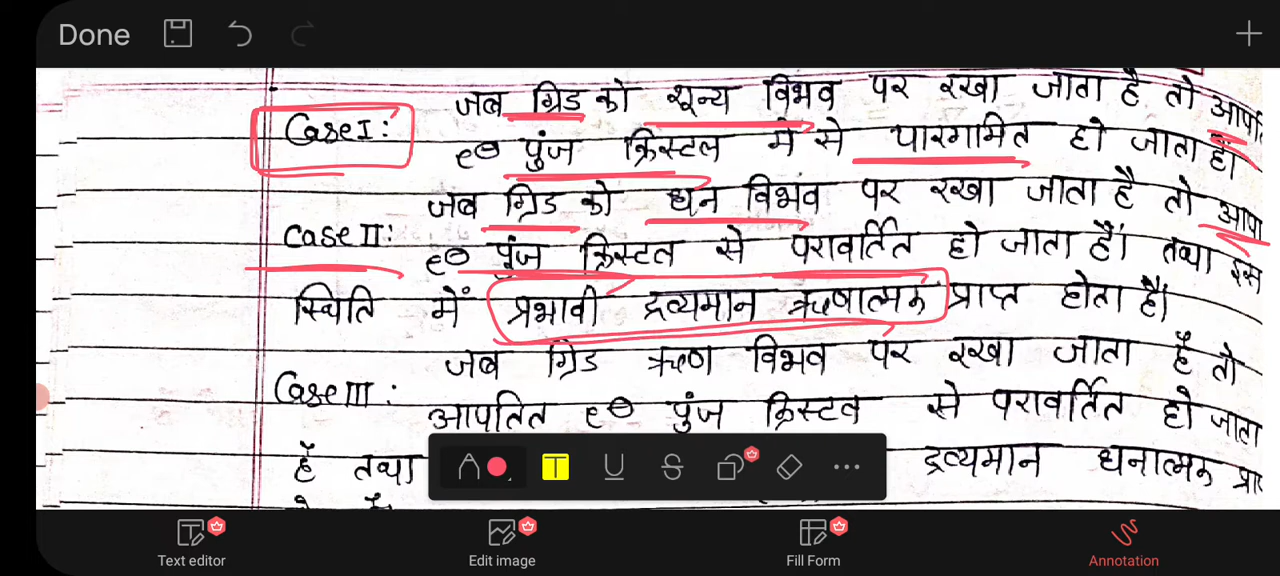 Done
जब ग्रिड को शून्य विभव पर रखा जाता है तो
Case I:
e⊖ पुंज क्रिस्टल में से पारगमित हो जाता है।
जब ग्रिड को धन विभव पर रखा जाता है तो
Case II:
e⊖ पुंज क्रिस्टल से परावर्तित हो जाता है। तथा इस
स्थिति में प्रभावी द्रव्यमान ऋणात्मक प्राप्त होता है।
जब ग्रिड ऋण विभव पर रखा जाता है तो
Case III:
आपतित e⊖ पुंज क्रिस्टल से परावर्तित हो जाता
है तथा द्रव्यमान धनात्मक
Text editor
Edit image
Fill Form
Annotation